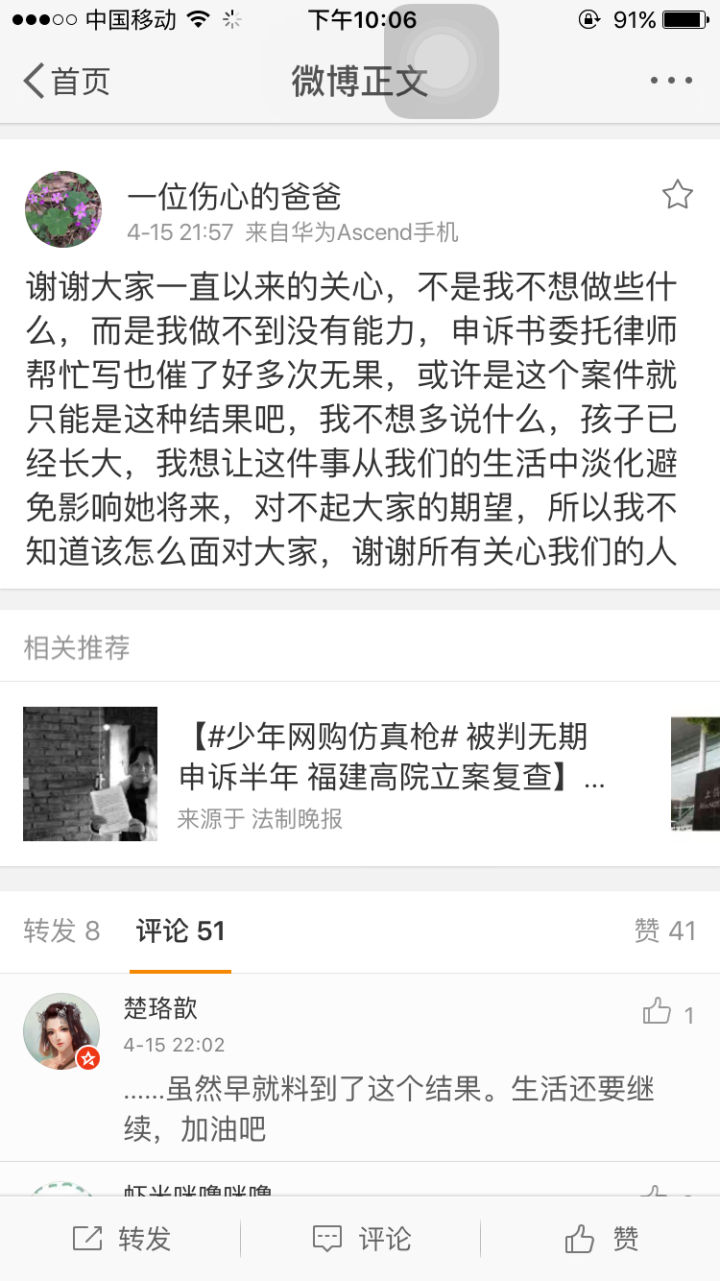 中国移动
下午10:06
91%
首页
微博正文
一位伤心的爸爸
4-15 21:57 来自华为Ascend手机
谢谢大家一直以来的关心，不是我不想做些什
么，而是我做不到没有能力，申诉书委托律师
帮忙写也催了好多次无果，或许是这个案件就
只能是这种结果吧，我不想多说什么，孩子已
经长大，我想让这件事从我们的生活中淡化避
免影响她将来，对不起大家的期望，所以我不
知道该怎么面对大家，谢谢所有关心我们的人
相关推荐
【#少年网购仿真枪# 被判无期
申诉半年 福建高院立案复查】...
来源于 法制晚报
转发 8
评论 51
赞 41
楚珞歆
1
4-15 22:02
......虽然早就料到了这个结果。生活还要继
续，加油吧
虾米咪噜咪噜
转发
评论
赞